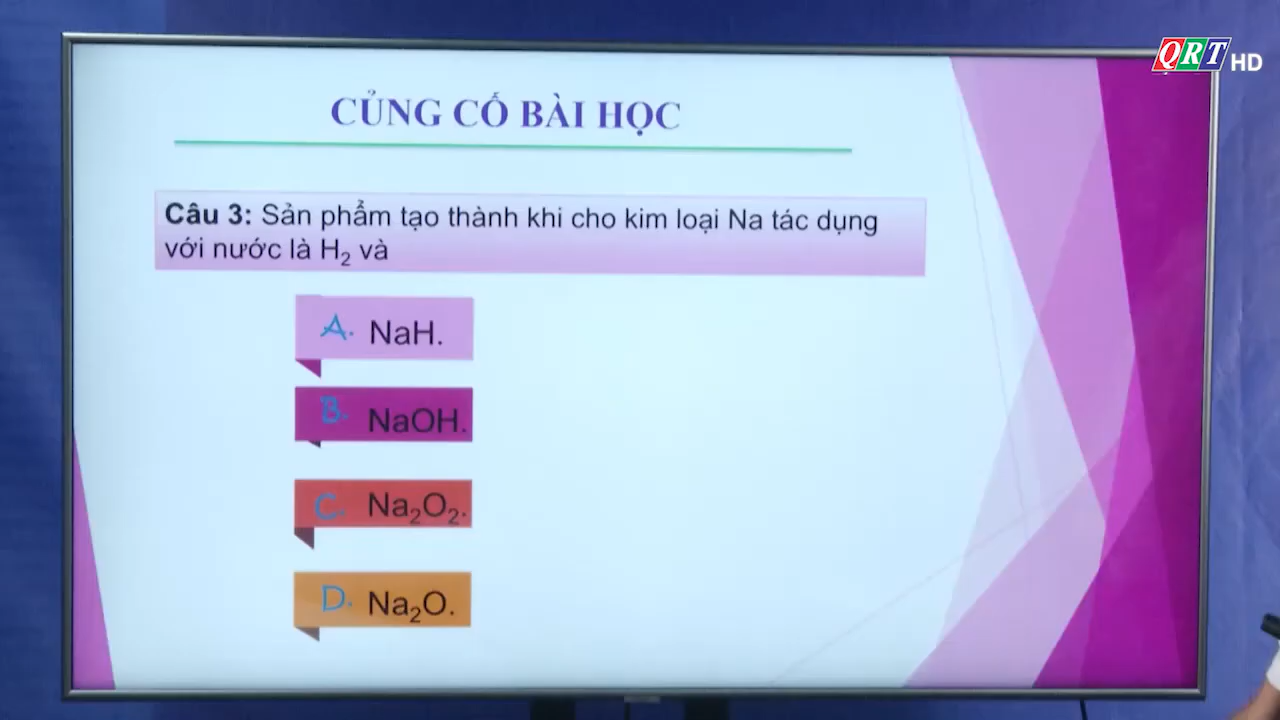 QRT HD
CỦNG CỐ BÀI HỌC
Câu 3: Sản phẩm tạo thành khi cho kim loại Na tác dụng
với nước là H₂ và
A. NaH.
B. NaOH.
C. Na₂O₂.
D. Na₂O.